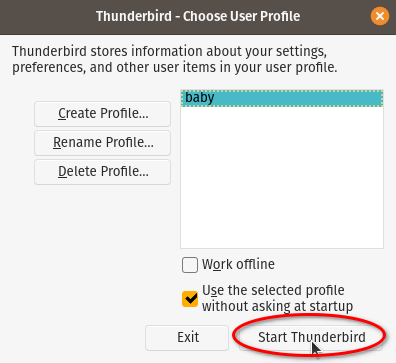 Thunderbird - Choose User Profile
Thunderbird stores information about your settings,
preferences, and other user items in your user profile.
Create Profile...
Rename Profile...
Delete Profile...
baby
Work offline
Use the selected profile
without asking at startup
Exit
Start Thunderbird